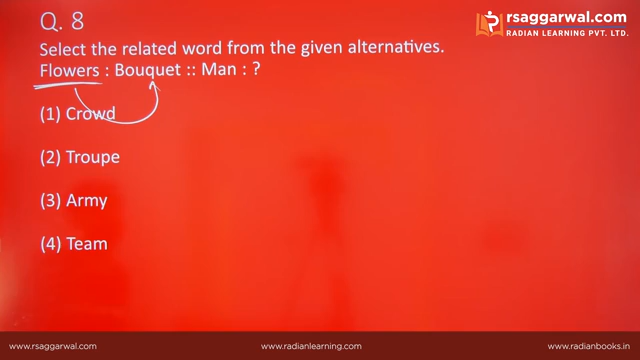 Q. 8
rsaggarwal.com
RADIAN LEARNING PVT. LTD.
Select the related word from the given alternatives.
Flowers : Bouquet :: Man : ?
(1) Crowd
(2) Troupe
(3) Army
(4) Team
www.rsaggarwal.com
www.radianlearning.com
www.radianbooks.in